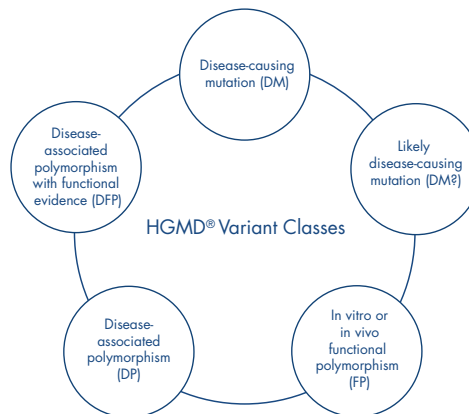 Disease-causing
mutation (DM)
Likely
disease-causing
mutation (DM?)
In vitro or
in vivo
functional
polymorphism
(FP)
Disease-
associated
polymorphism
(DP)
Disease-
associated
polymorphism
with functional
evidence (DFP)
HGMD® Variant Classes